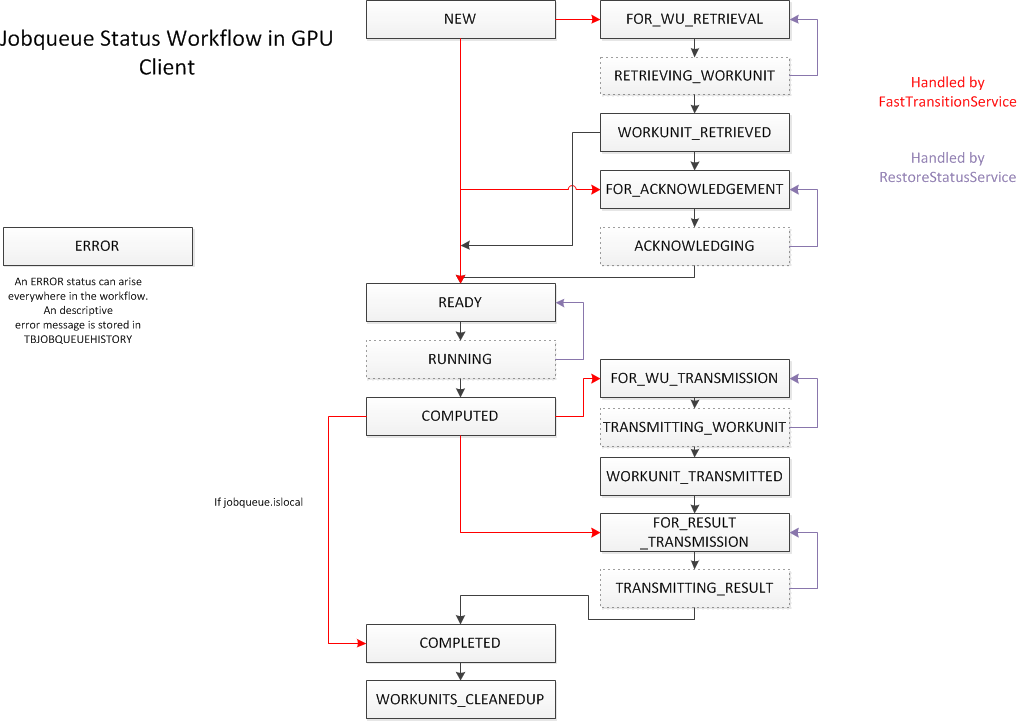 Jobqueue Status Workflow in GPU
Client
NEW
FOR_WU_RETRIEVAL
RETRIEVING_WORKUNIT
Handled by
FastTransitionService
WORKUNIT_RETRIEVED
Handled by
RestoreStatusService
FOR_ACKNOWLEDGEMENT
ERROR
ACKNOWLEDGING
An ERROR status can arise
everywhere in the workflow.
An descriptive
error message is stored in
TBJOBQUEUEHISTORY
READY
RUNNING
FOR_WU_TRANSMISSION
COMPUTED
TRANSMITTING_WORKUNIT
WORKUNIT_TRANSMITTED
If jobqueue.islocal
FOR_RESULT
_TRANSMISSION
TRANSMITTING_RESULT
COMPLETED
WORKUNITS_CLEANEDUP